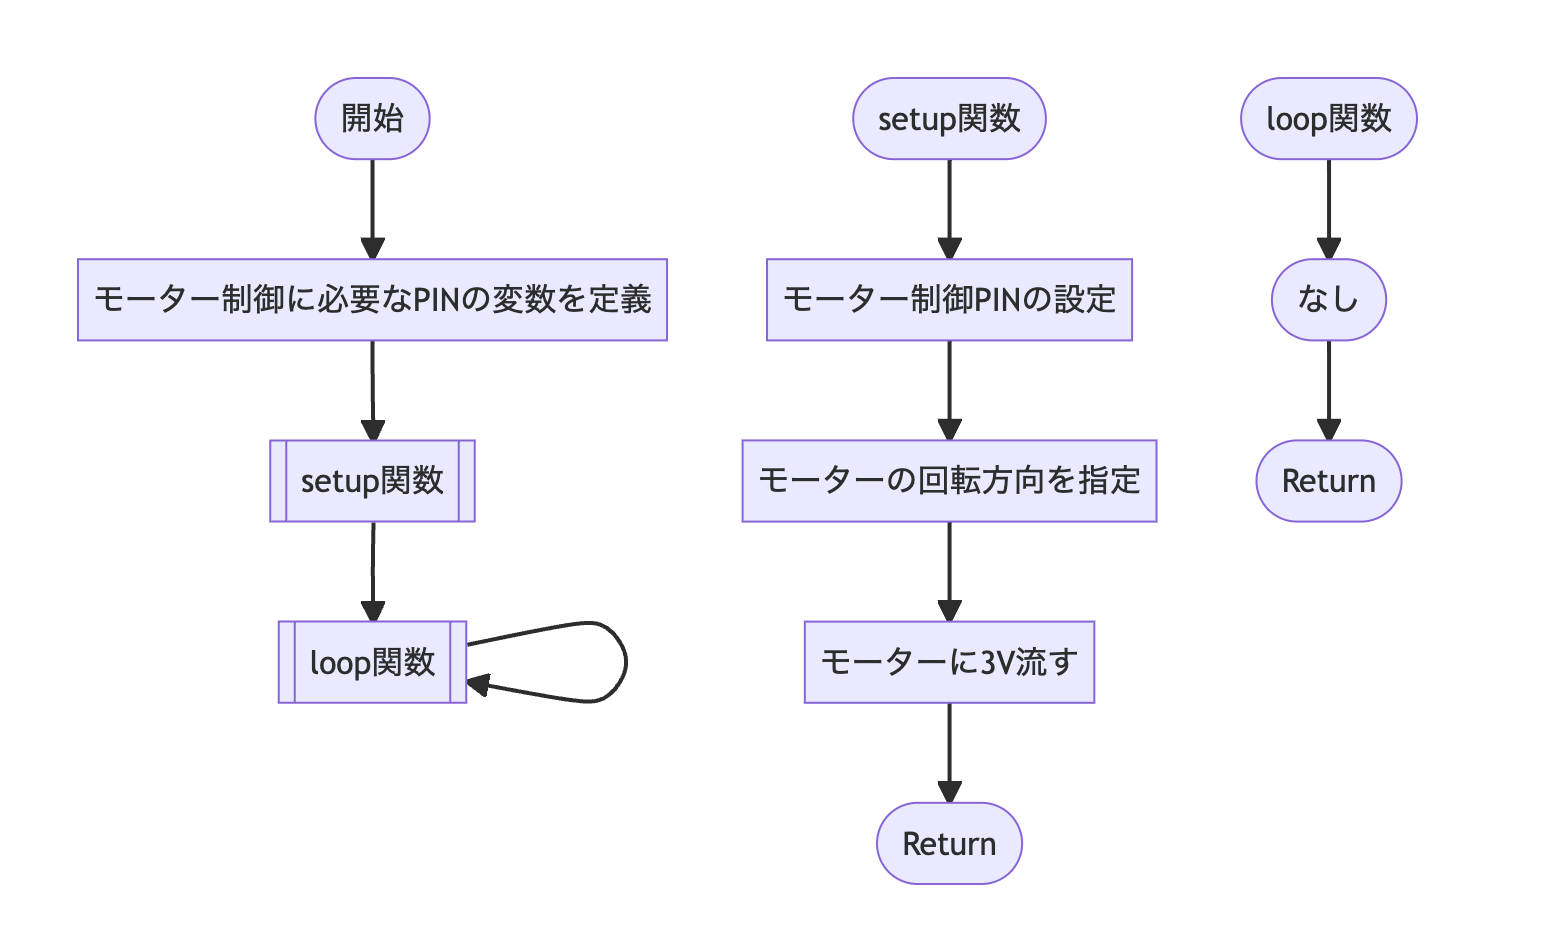 開始
モーター制御に必要なPINの変数を定義
setup関数
loop関数
setup関数
モーター制御PINの設定
モーターの回転方向を指定
モーターに3V流す
Return
loop関数
なし
Return